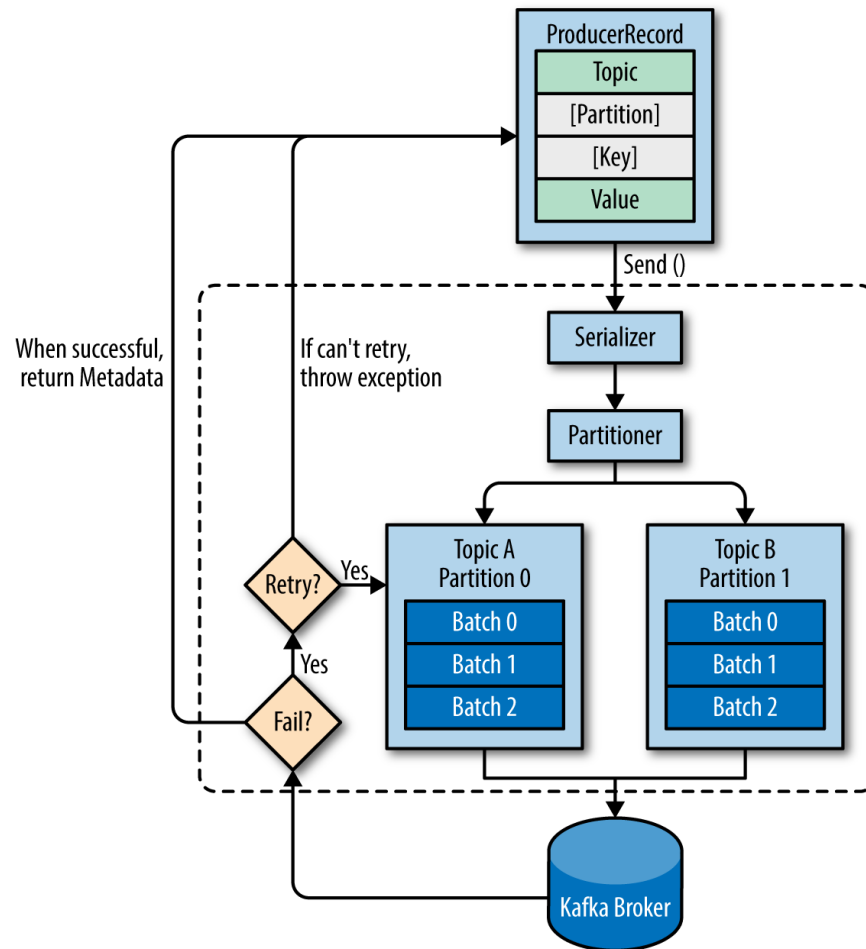 ProducerRecord
Topic
[Partition]
[Key]
Value
Send ()
When successful,
return Metadata
If can't retry,
throw exception
Serializer
Partitioner
Retry?
Yes
Topic A
Partition 0
Batch 0
Batch 1
Batch 2
Topic B
Partition 1
Batch 0
Batch 1
Batch 2
Yes
Fail?
Kafka Broker